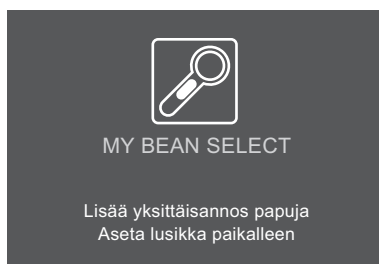 MY BEAN SELECT
Lisää yksittäisannos papuja
Aseta lusikka paikalleen